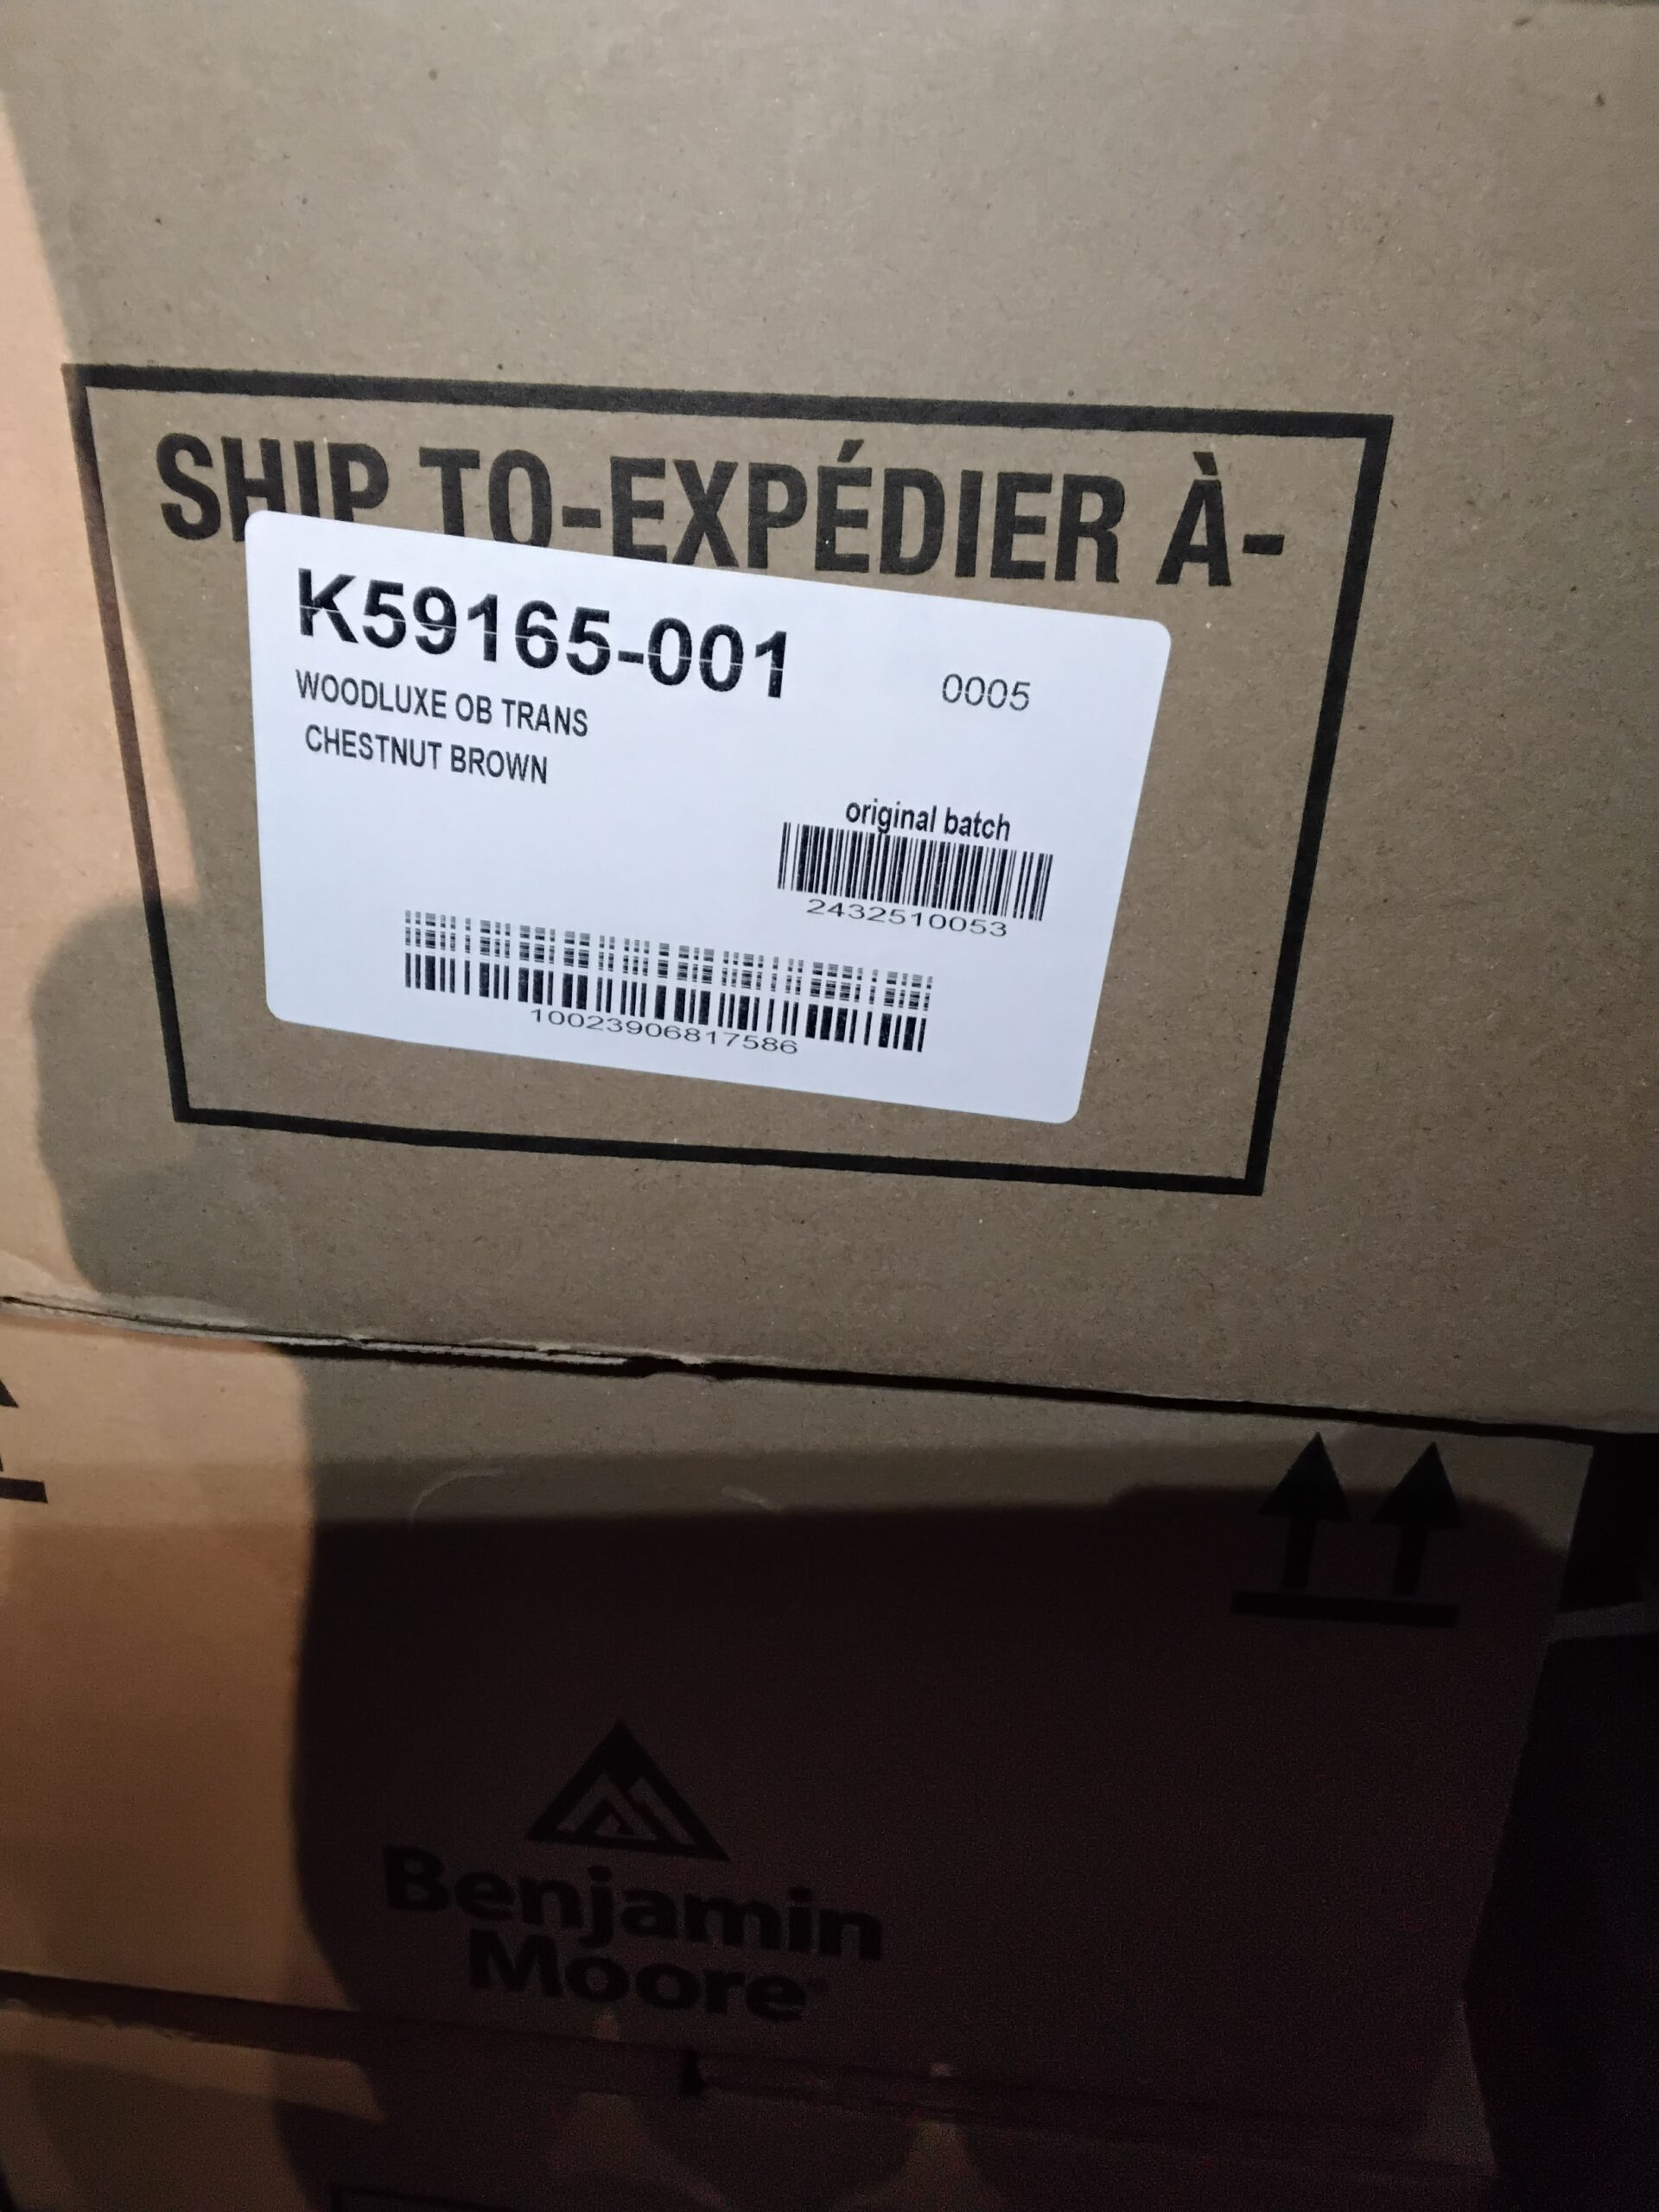 SHIP TO-EXPÉDIER À-
K59165-001
0005
WOODLUXE OB TRANS
CHESTNUT BROWN
original batch
2432510053
10023906817586
Benjamin
Moore